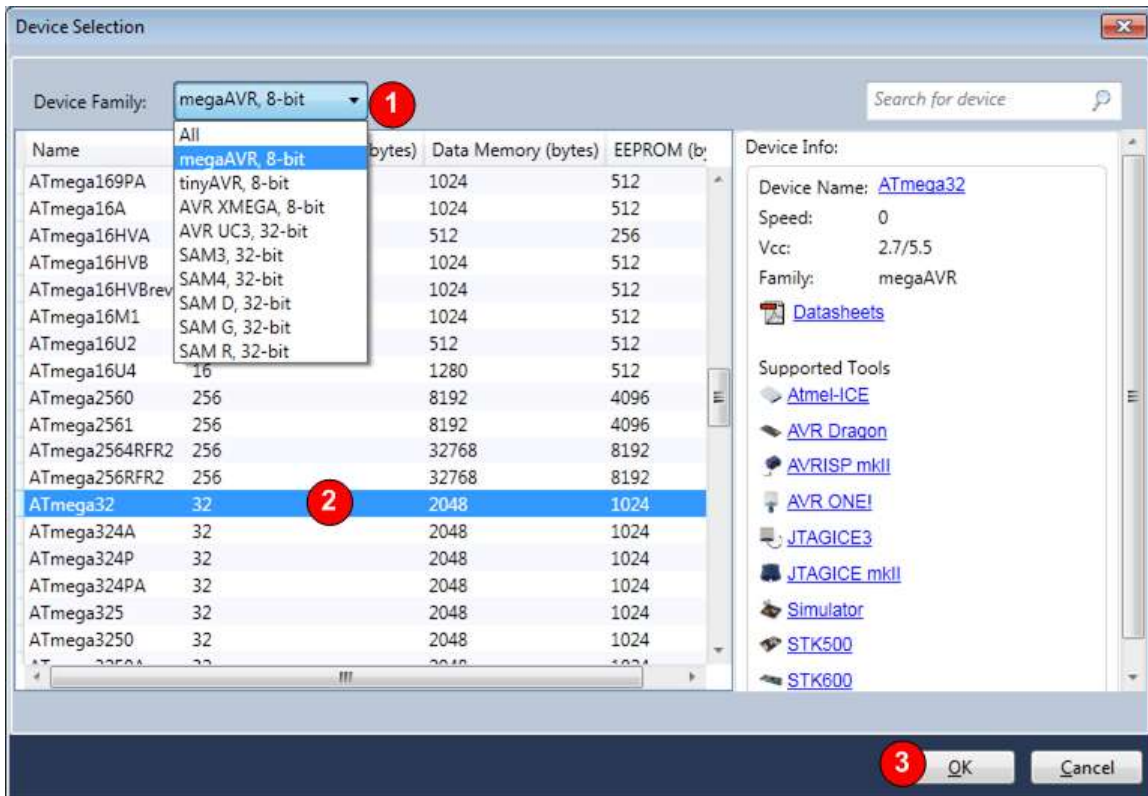 Device Selection
Device Family: megaAVR, 8-bit 1 Search for device
All
megaAVR, 8-bit
tinyAVR, 8-bit
AVR XMEGA, 8-bit
AVR UC3, 32-bit
SAM3, 32-bit
SAM4, 32-bit
SAM D, 32-bit
SAM G, 32-bit
SAM R, 32-bit
Name bytes) Data Memory (bytes) EEPROM (by
ATmega169PA 1024 512
ATmega16A 1024 512
ATmega16HVA 512 256
ATmega16HVB 1024 512
ATmega16HVBrev 1024 512
ATmega16M1 1024 512
ATmega16U2 512 512
ATmega16U4 16 1280 512
ATmega2560 256 8192 4096
ATmega2561 256 8192 4096
ATmega2564RFR2 256 32768 8192
ATmega256RFR2 256 32768 8192
ATmega32 32 2 2048 1024
ATmega324A 32 2048 1024
ATmega324P 32 2048 1024
ATmega324PA 32 2048 1024
ATmega325 32 2048 1024
ATmega3250 32 2048 1024
Device Info:
Device Name: ATmega32
Speed: 0
Vcc: 2.7/5.5
Family: megaAVR
Datasheets
Supported Tools
Atmel-ICE
AVR Dragon
AVRISP mkII
AVR ONE!
JTAGICE3
JTAGICE mkII
Simulator
STK500
STK600
3 OK Cancel